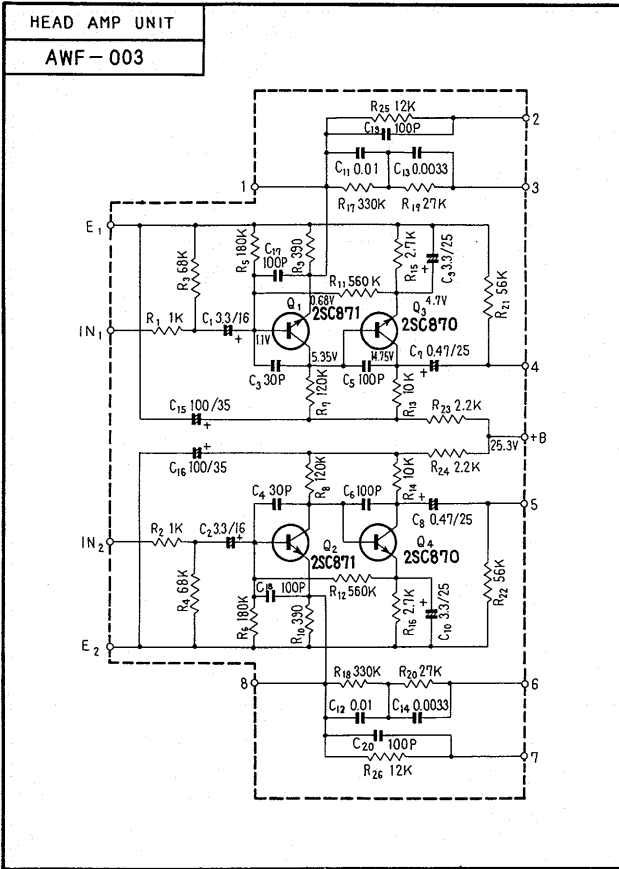 HEAD AMP UNIT
AWF-003
R25 12K
2
C19 100P
C11 0.01
C13 0.0033
1
3
R17 330K
R19 27K
E1
R3 68K
R5 180K
C17 100P
R9 390
R15 2.7K
C9 3.3/25
+
R21 56K
R11 560K
Q1
0.68V
2SC871
Q3
4.7V
2SC870
IN1
R1 1K
C1 3.3/16
+
1.1V
5.35V
14.75V
C7 0.47/25
+
4
C3 30P
C5 100P
R7 120K
R13 10K
C15 100/35
+
R23 2.2K
+B
25.3V
C16 100/35
+
R24 2.2K
R8 120K
R14 10K
C4 30P
C6 100P
+
C8 0.47/25
5
IN2
R2 1K
C2 3.3/16
+
Q2
2SC871
Q4
2SC870
R4 68K
R6 180K
C18 100P
R10 390
R12 560K
R16 2.7K
+
C10 3.3/25
R22 56K
E2
8
R18 330K
R20 27K
6
C12 0.01
C14 0.0033
C20 100P
7
R26 12K